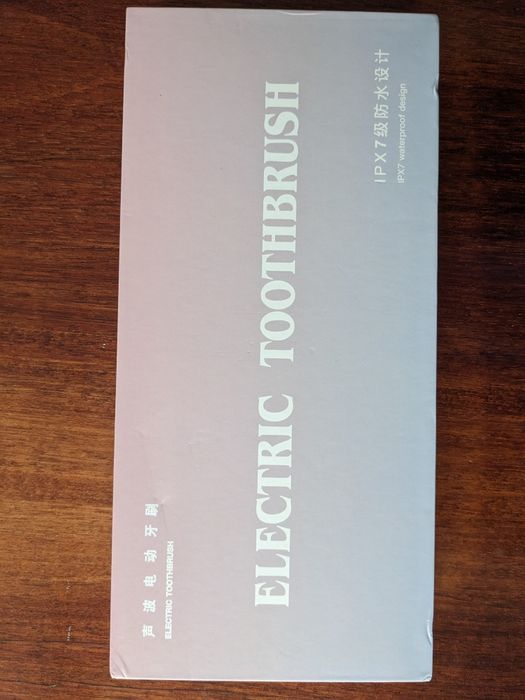 声波电动牙刷
ELECTRIC TOOTHBRUSH
ELECTRIC TOOTHBRUSH
IPX7级防水设计
IPX7 waterproof design